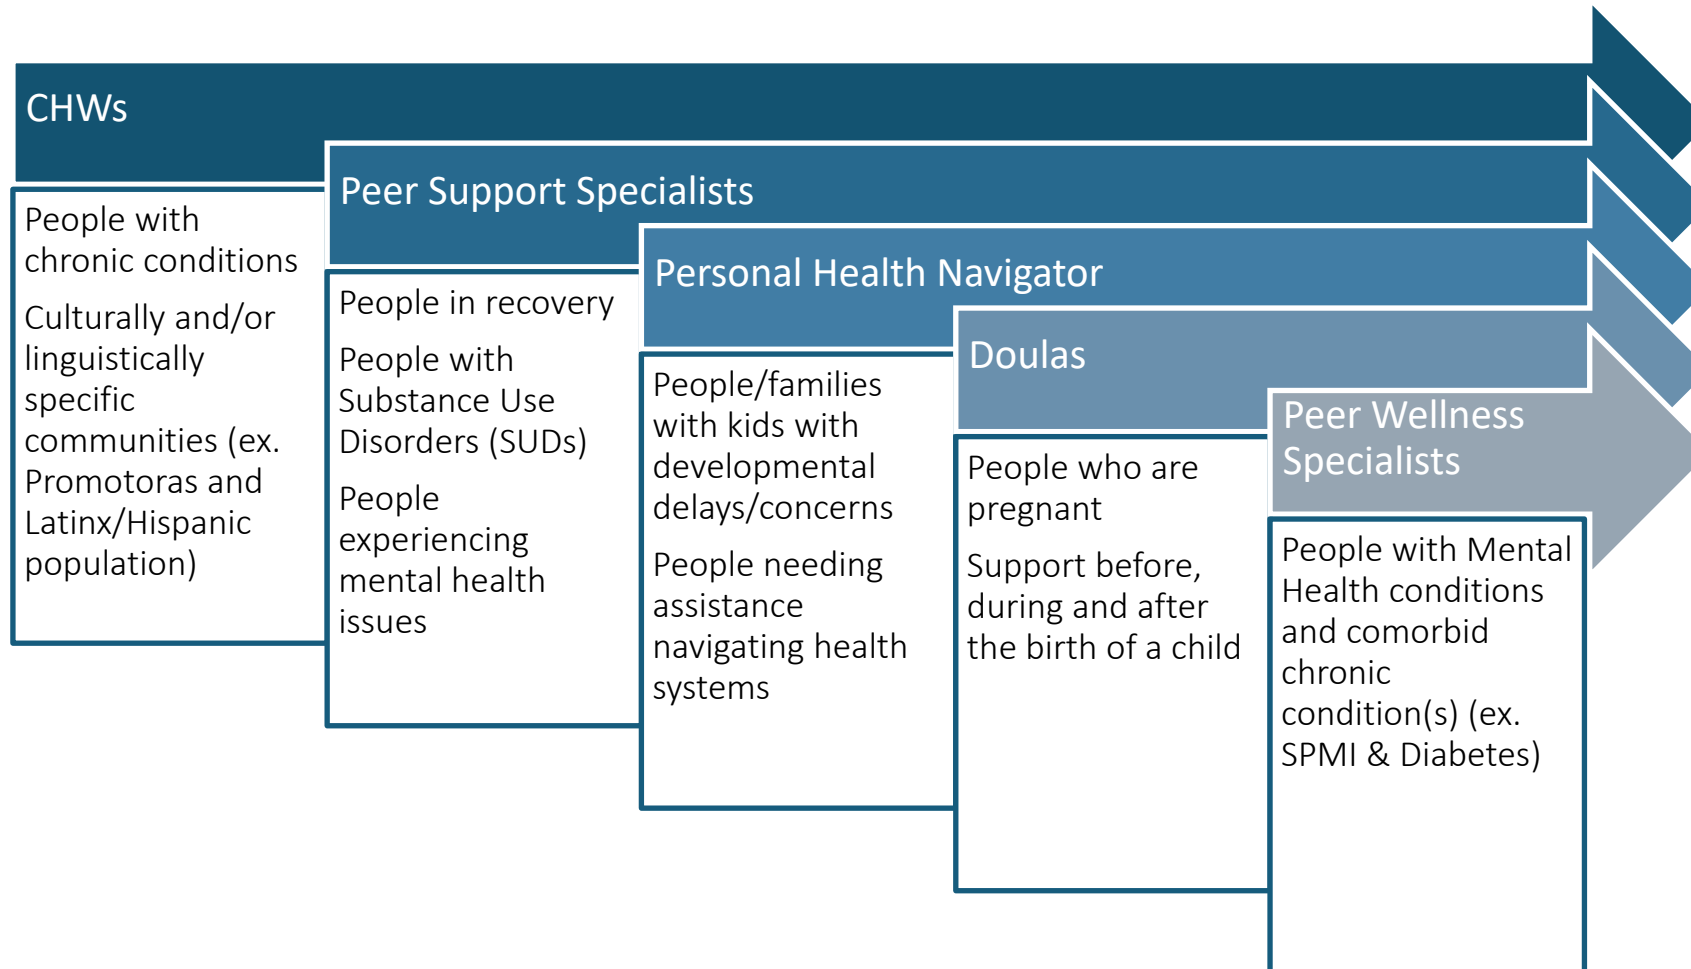 CHWs
People with
chronic conditions
Culturally and/or
linguistically
specific
communities (ex.
Promotoras and
Latinx/Hispanic
population)
Peer Support Specialists
People in recovery
People with
Substance Use
Disorders (SUDs)
People
experiencing
mental health
issues
Personal Health Navigator
People/families
with kids with
developmental
delays/concerns
People needing
assistance
navigating health
systems
Doulas
People who are
pregnant
Support before,
during and after
the birth of a child
Peer Wellness
Specialists
People with Mental
Health conditions
and comorbid
chronic
condition(s) (ex.
SPMI & Diabetes)